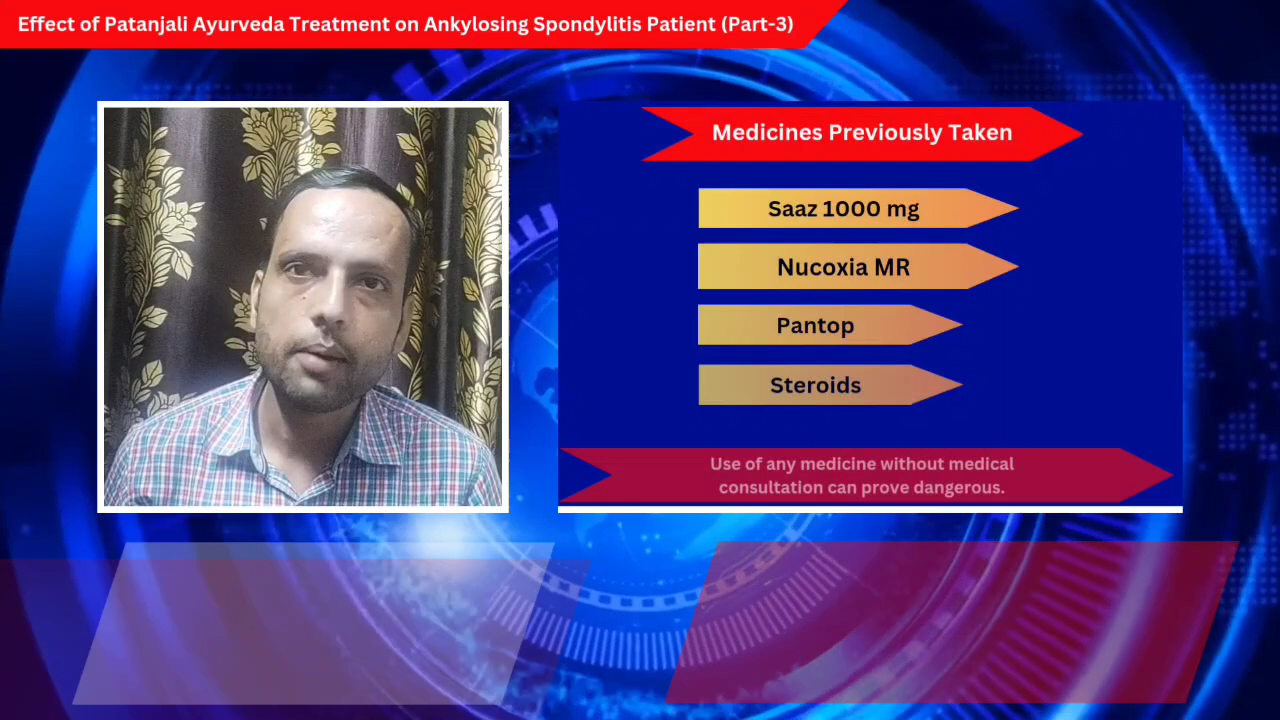 Effect of Patanjali Ayurveda Treatment on Ankylosing Spondylitis Patient (Part-3)
Medicines Previously Taken
Saaz 1000 mg
Nucoxia MR
Pantop
Steroids
Use of any medicine without medical
consultation can prove dangerous.